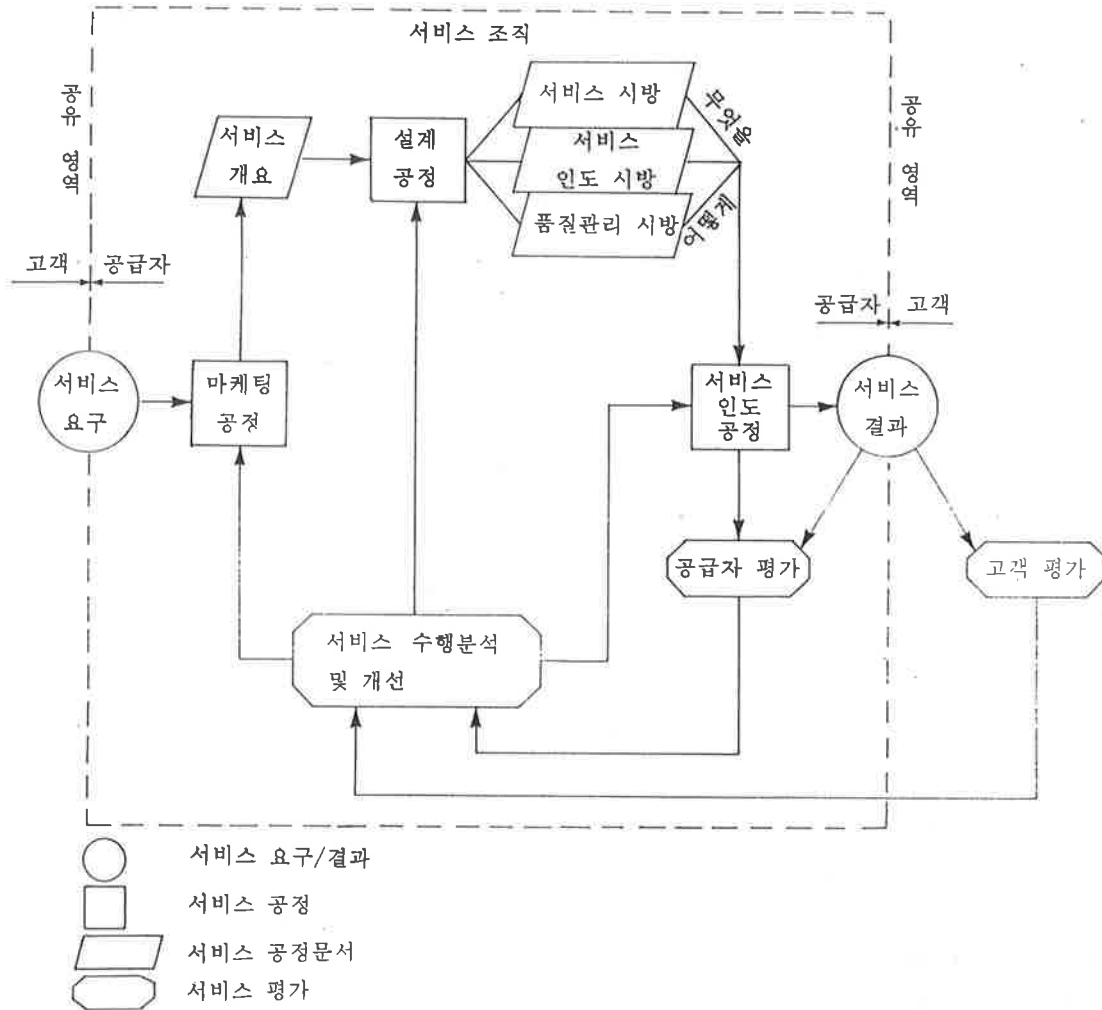 서비스 조직
공유 영역
서비스
개요
설계
공정
서비스 시방
서비스
인도 시방
품질관리 시방
무엇을
어떻게
공유 영역
고객
공급자
공급자
고객
서비스
요구
마케팅
공정
서비스
인도
공정
서비스
결과
공급자 평가
고객 평가
서비스 수행분석
및 개선
서비스 요구/결과
서비스 공정
서비스 공정문서
서비스 평가